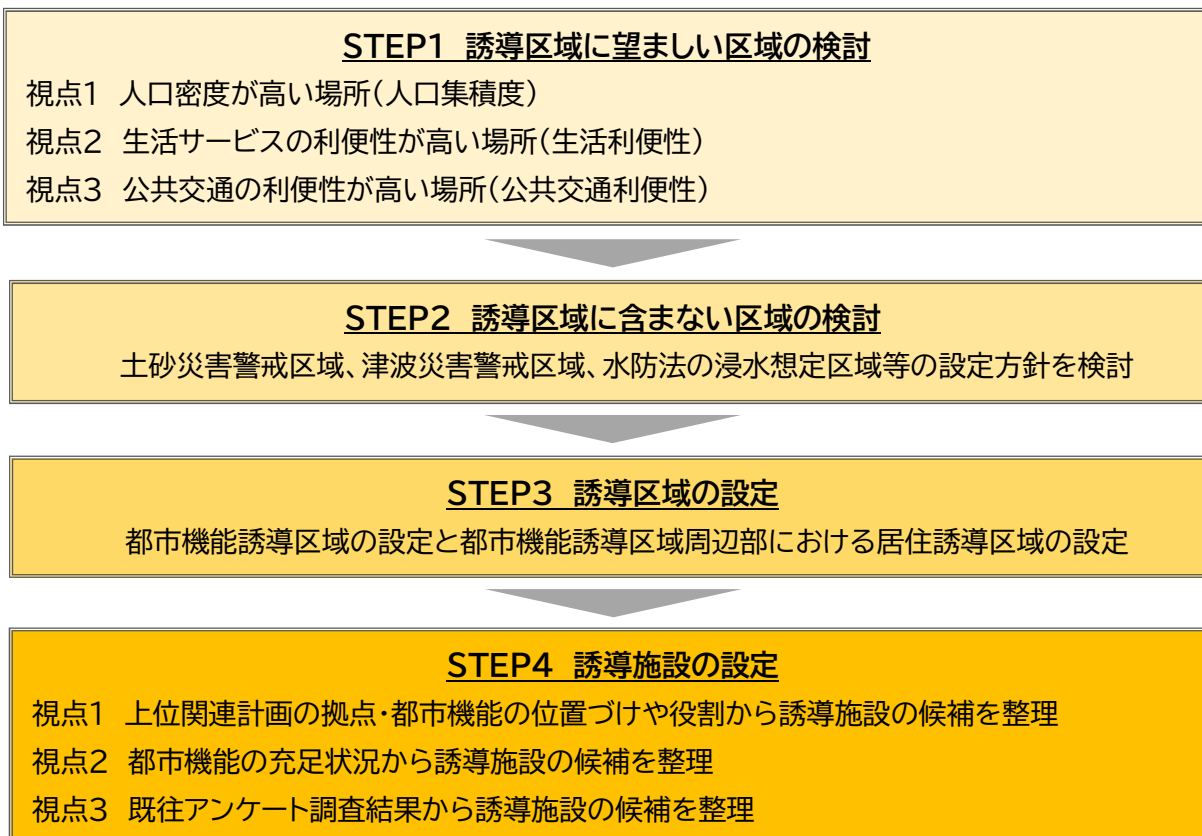 STEP1 誘導区域に望ましい区域の検討
視点1 人口密度が高い場所(人口集積度)
視点2 生活サービスの利便性が高い場所(生活利便性)
視点3 公共交通の利便性が高い場所(公共交通利便性)
STEP2 誘導区域に含まない区域の検討
土砂災害警戒区域、津波災害警戒区域、水防法の浸水想定区域等の設定方針を検討
STEP3 誘導区域の設定
都市機能誘導区域の設定と都市機能誘導区域周辺部における居住誘導区域の設定
STEP4 誘導施設の設定
視点1 上位関連計画の拠点・都市機能の位置づけや役割から誘導施設の候補を整理
視点2 都市機能の充足状況から誘導施設の候補を整理
視点3 既往アンケート調査結果から誘導施設の候補を整理